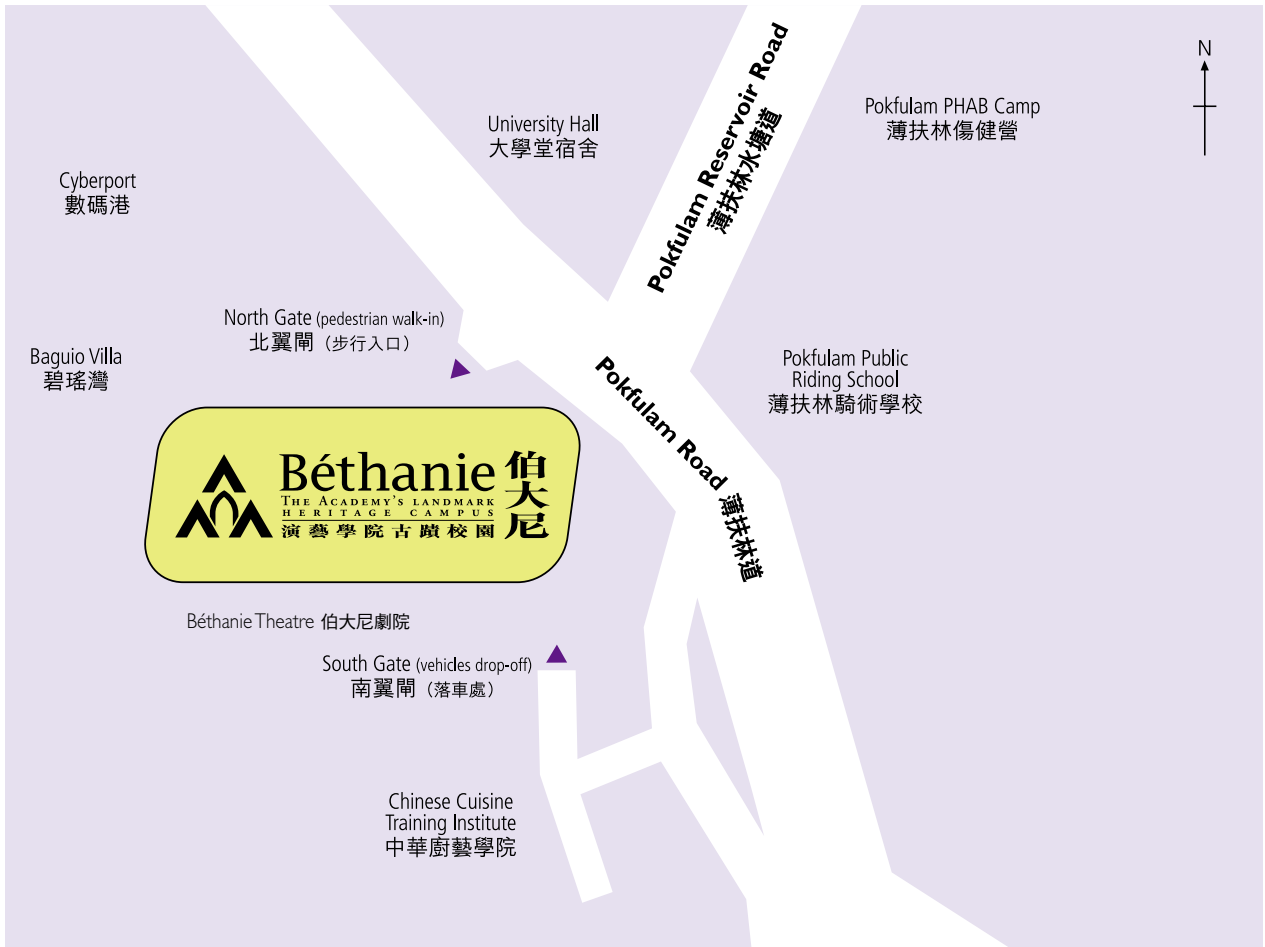 N
Pokfulam Reservoir Road
薄扶林水塘道
Pokfulam PHAB Camp
薄扶林傷健營
University Hall
大學堂宿舍
Cyberport
數碼港
North Gate (pedestrian walk-in)
北翼閘（步行入口）
Baguio Villa
碧瑤灣
Pokfulam Public
Riding School
薄扶林騎術學校
Pokfulam Road 薄扶林道
Béthanie 伯大尼
THE ACADEMY'S LANDMARK
HERITAGE CAMPUS
演藝學院古蹟校園
Béthanie Theatre 伯大尼劇院
South Gate (vehicles drop-off)
南翼閘（落車處）
Chinese Cuisine
Training Institute
中華廚藝學院